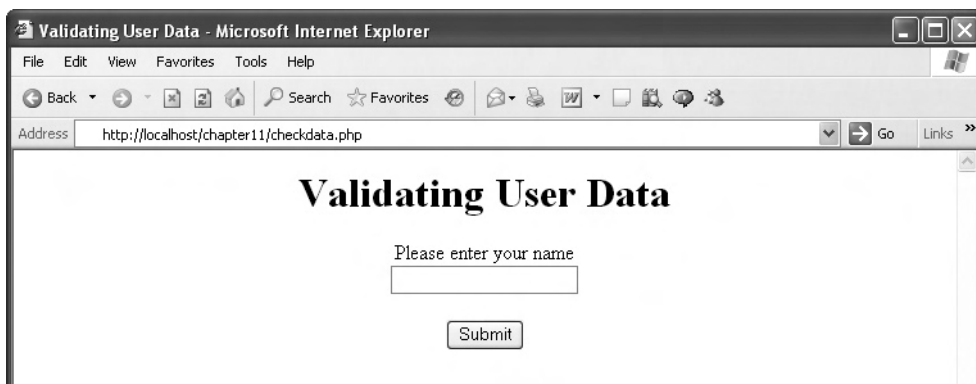 Validating User Data - Microsoft Internet Explorer
File Edit View Favorites Tools Help
Back Search Favorites
Address http://localhost/chapter11/checkdata.php Go Links »
Validating User Data
Please enter your name
Submit